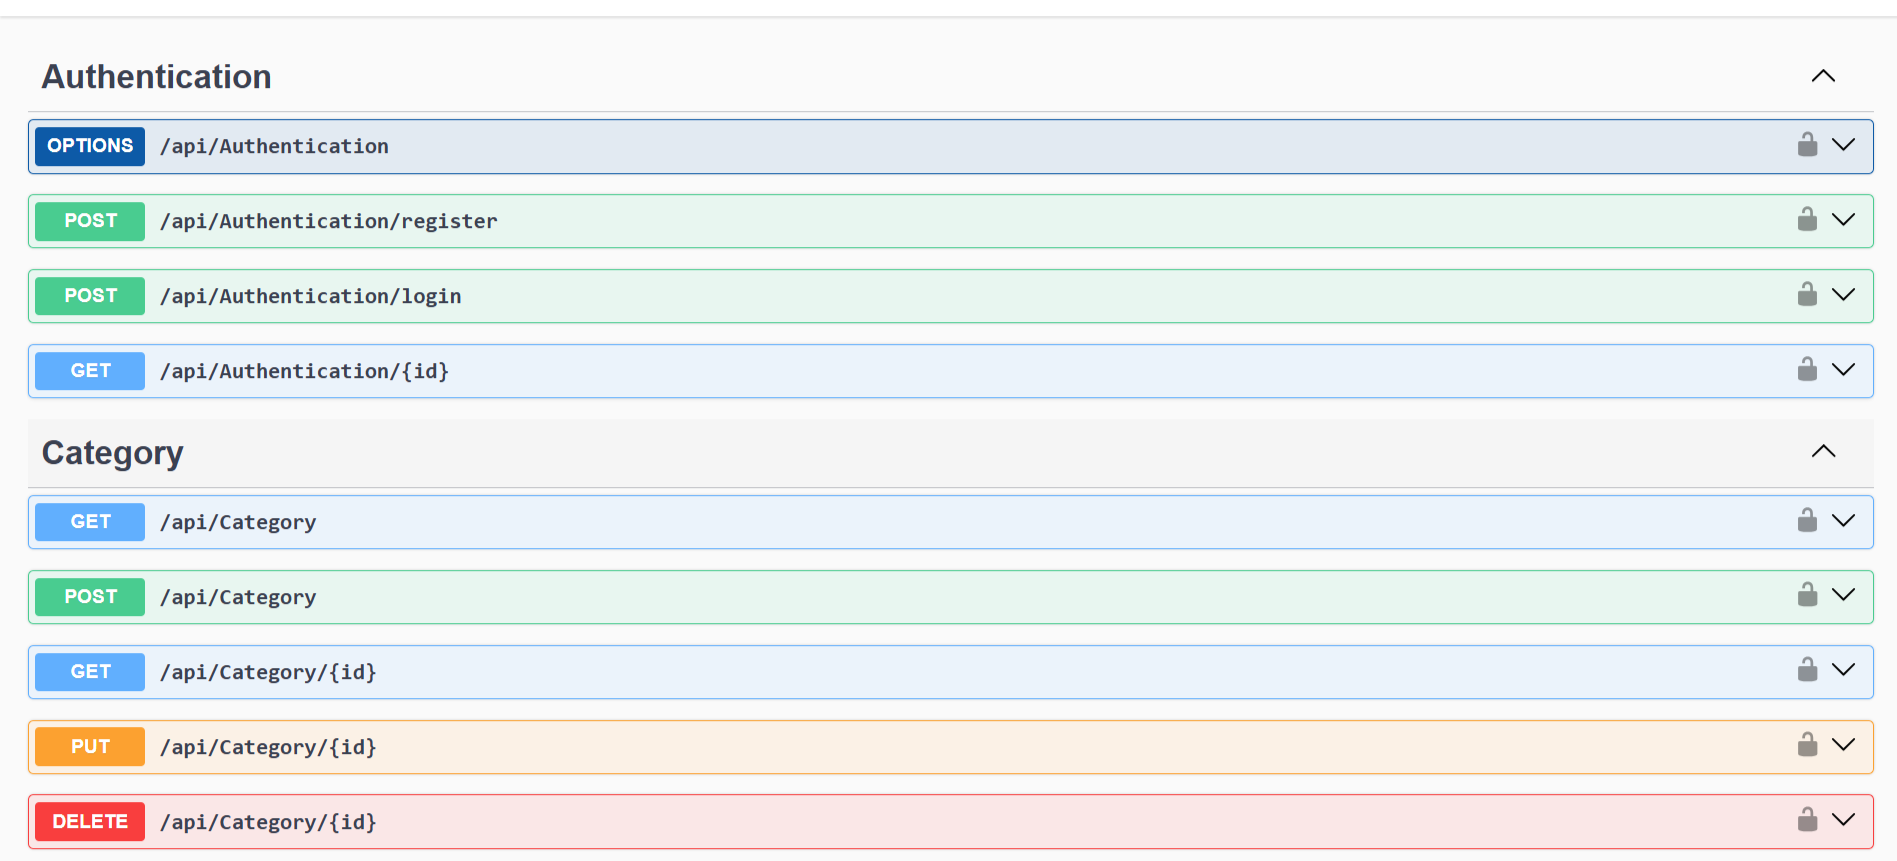 Authentication
OPTIONS /api/Authentication
POST /api/Authentication/register
POST /api/Authentication/login
GET /api/Authentication/{id}
Category
GET /api/Category
POST /api/Category
GET /api/Category/{id}
PUT /api/Category/{id}
DELETE /api/Category/{id}